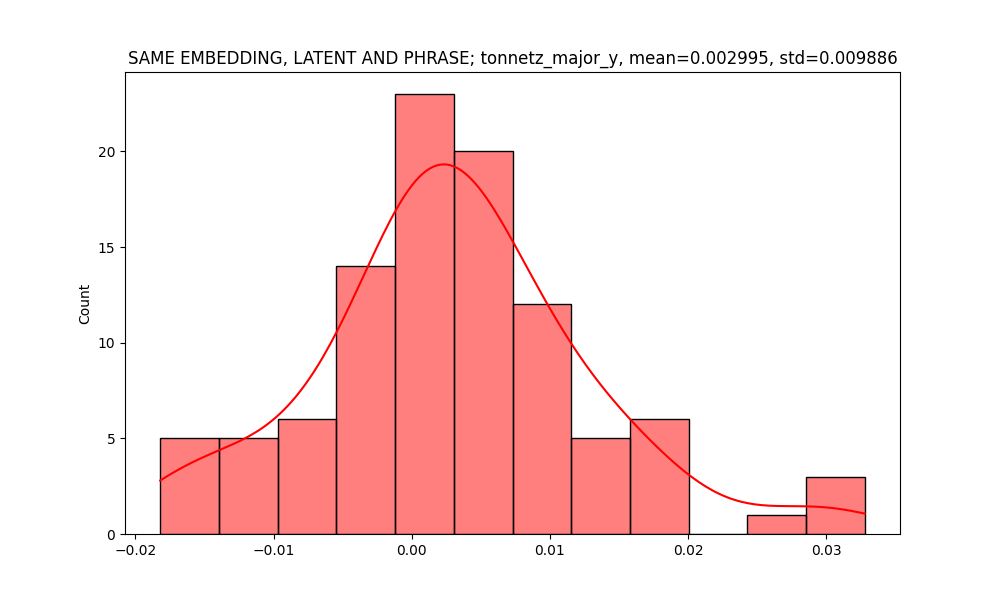 SAME EMBEDDING, LATENT AND PHRASE; tonnetz_major_y, mean=0.002995, std=0.009886
20
15
10
5
0
Count
−0.02 −0.01 0.00 0.01 0.02 0.03